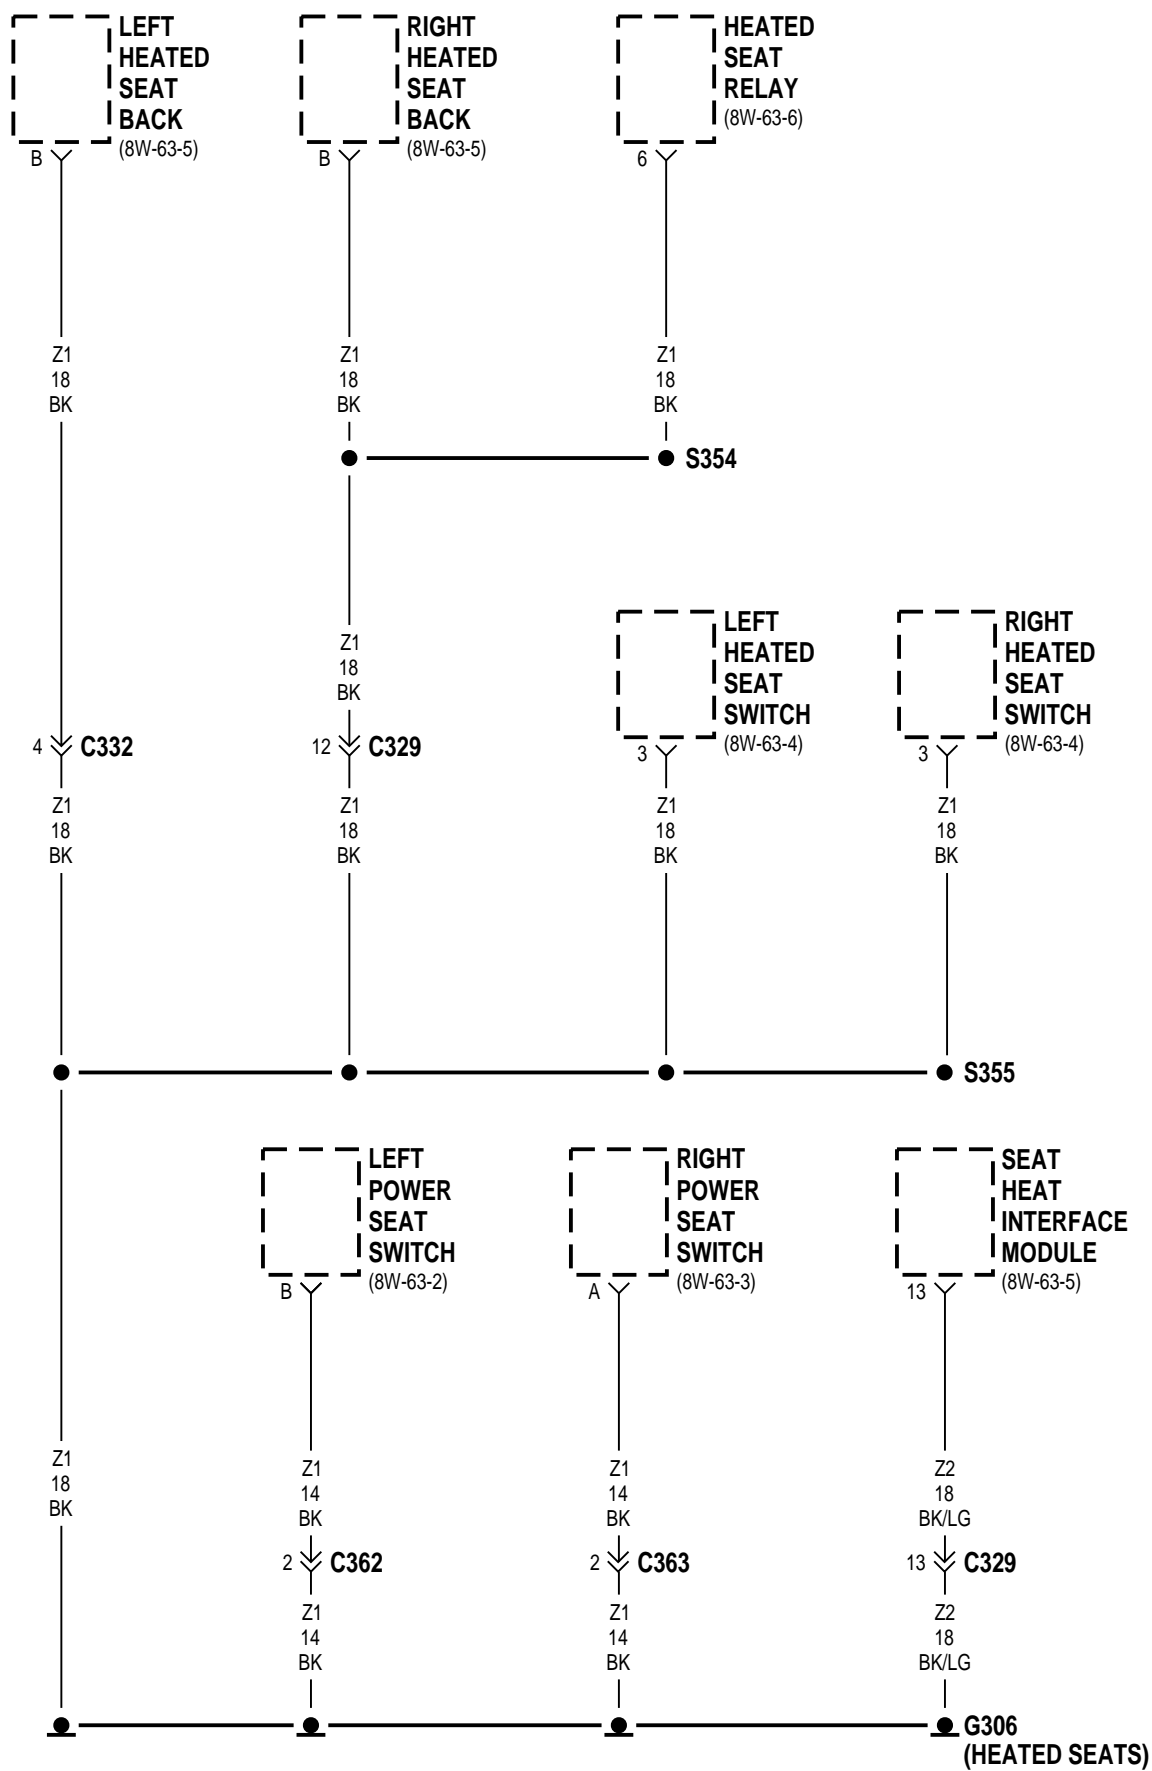 LEFT
HEATED
SEAT
BACK
(8W-63-5)
B
RIGHT
HEATED
SEAT
BACK
(8W-63-5)
B
HEATED
SEAT
RELAY
(8W-63-6)
6
Z1
18
BK
Z1
18
BK
Z1
18
BK
S354
Z1
18
BK
LEFT
HEATED
SEAT
SWITCH
(8W-63-4)
3
RIGHT
HEATED
SEAT
SWITCH
(8W-63-4)
3
4 C332
12 C329
Z1
18
BK
Z1
18
BK
Z1
18
BK
Z1
18
BK
S355
LEFT
POWER
SEAT
SWITCH
(8W-63-2)
B
RIGHT
POWER
SEAT
SWITCH
(8W-63-3)
A
SEAT
HEAT
INTERFACE
MODULE
(8W-63-5)
13
Z1
18
BK
Z1
14
BK
Z1
14
BK
Z2
18
BK/LG
2 C362
2 C363
13 C329
Z1
14
BK
Z1
14
BK
Z2
18
BK/LG
G306
(HEATED SEATS)